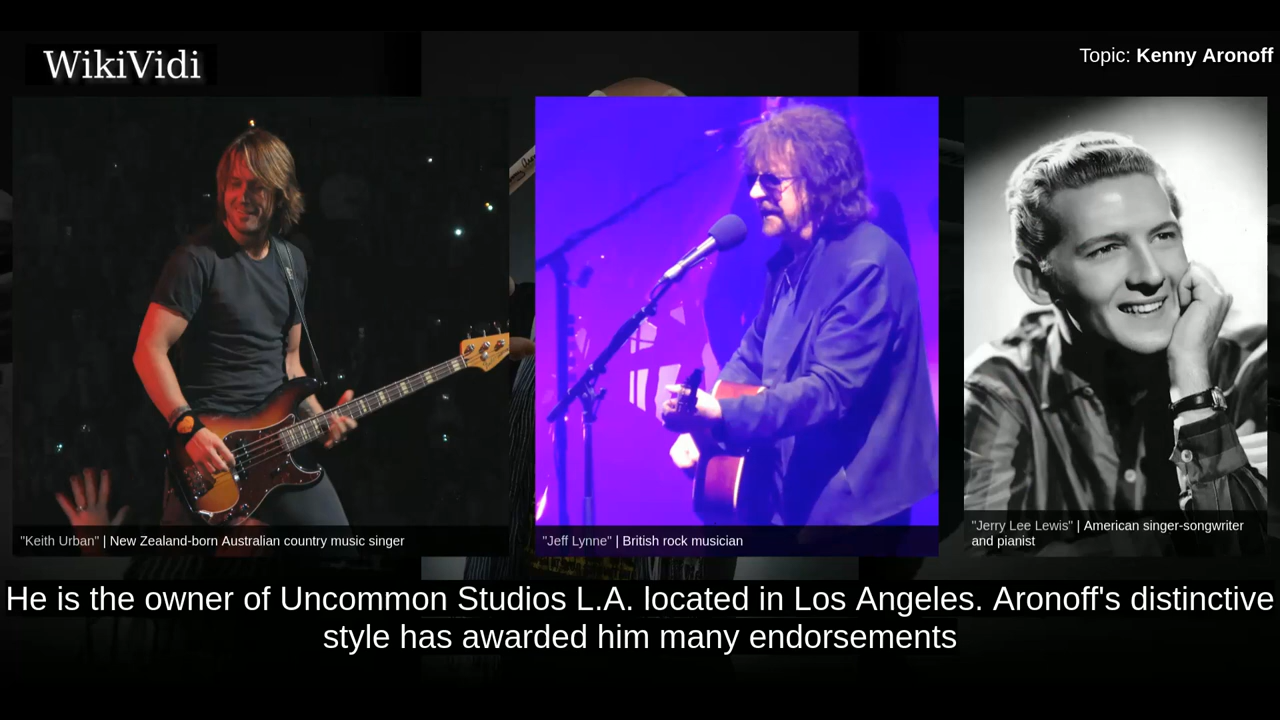 WikiVidi
Topic: Kenny Aronoff
"Keith Urban" | New Zealand-born Australian country music singer
"Jeff Lynne" | British rock musician
"Jerry Lee Lewis" | American singer-songwriter
and pianist
He is the owner of Uncommon Studios L.A. located in Los Angeles. Aronoff's distinctive
style has awarded him many endorsements